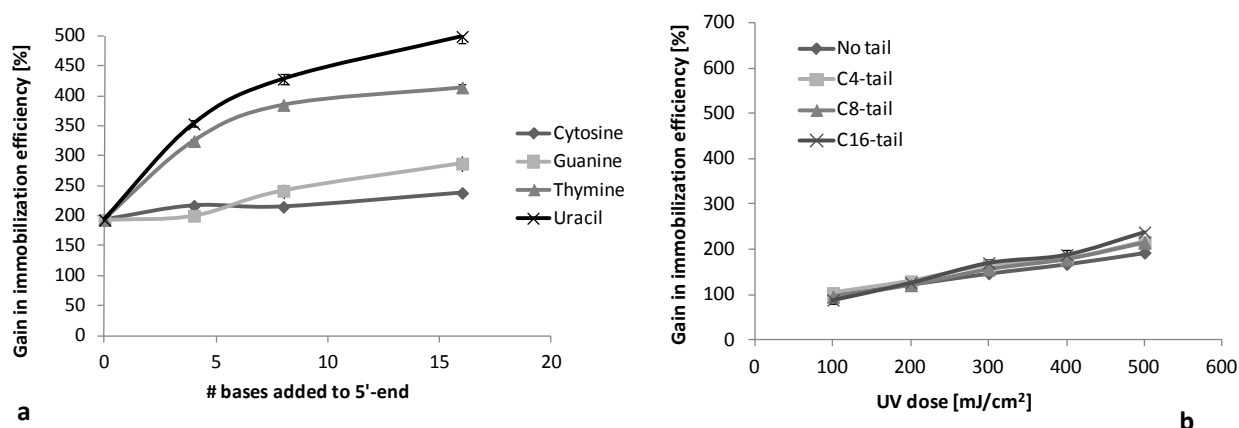 Gain in immobilization efficiency [%]
500
450
400
350
300
250
200
150
100
50
0
0 5 10 15 20
# bases added to 5'-end
Cytosine
Guanine
Thymine
Uracil
a
Gain in immobilization efficiency [%]
700
600
500
400
300
200
100
0
0 100 200 300 400 500 600
UV dose [mJ/cm²]
No tail
C4-tail
C8-tail
C16-tail
b